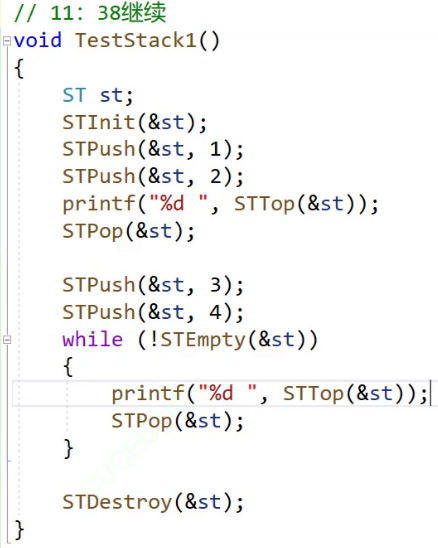 // 11：38继续
void TestStack1()
{
    ST st;
    STInit(&st);
    STPush(&st, 1);
    STPush(&st, 2);
    printf("%d ", STTop(&st));
    STPop(&st);

    STPush(&st, 3);
    STPush(&st, 4);
    while (!STEmpty(&st))
    {
        printf("%d ", STTop(&st));
        STPop(&st);
    }

    STDestroy(&st);
}